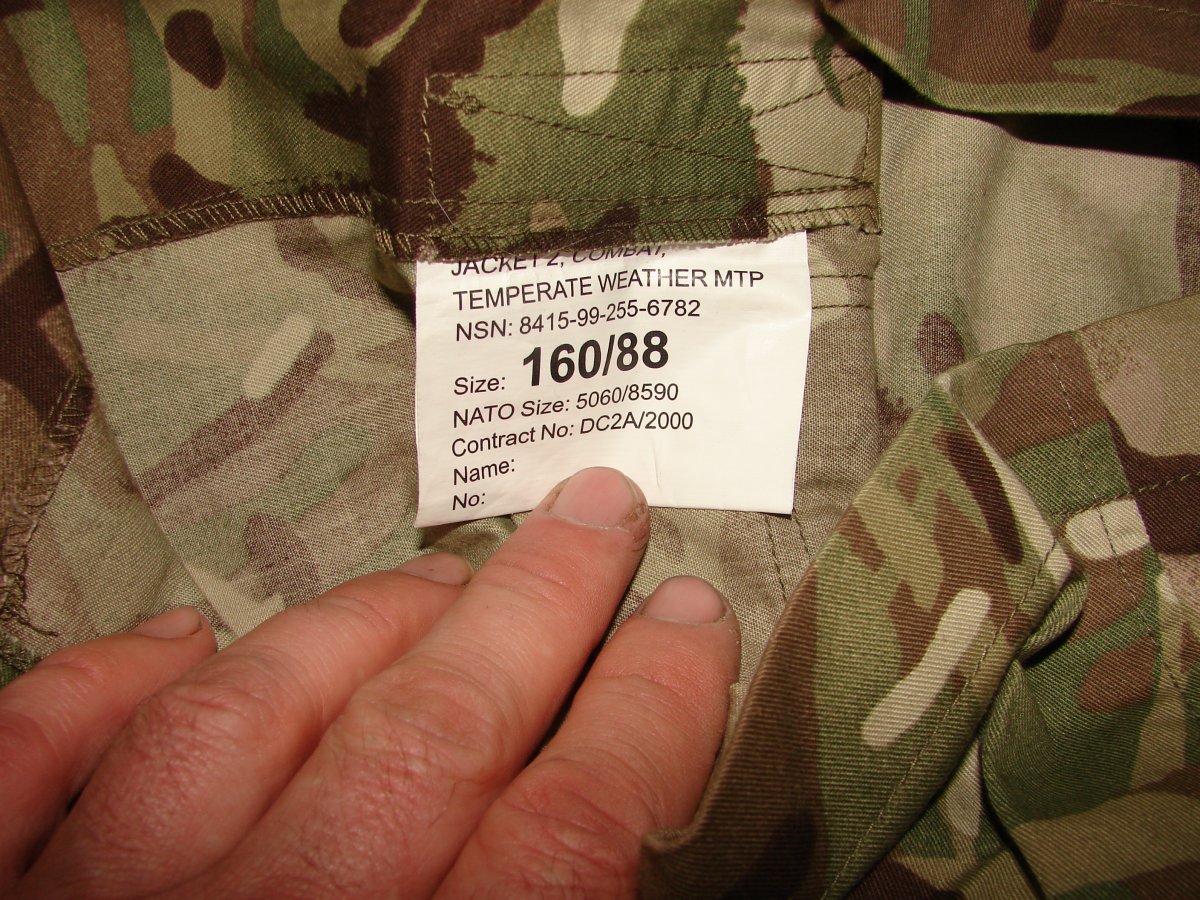 JACKET 2, COMBAT,
TEMPERATE WEATHER MTP
NSN: 8415-99-255-6782
Size: 160/88
NATO Size: 5060/8590
Contract No: DC2A/2000
Name:
No: